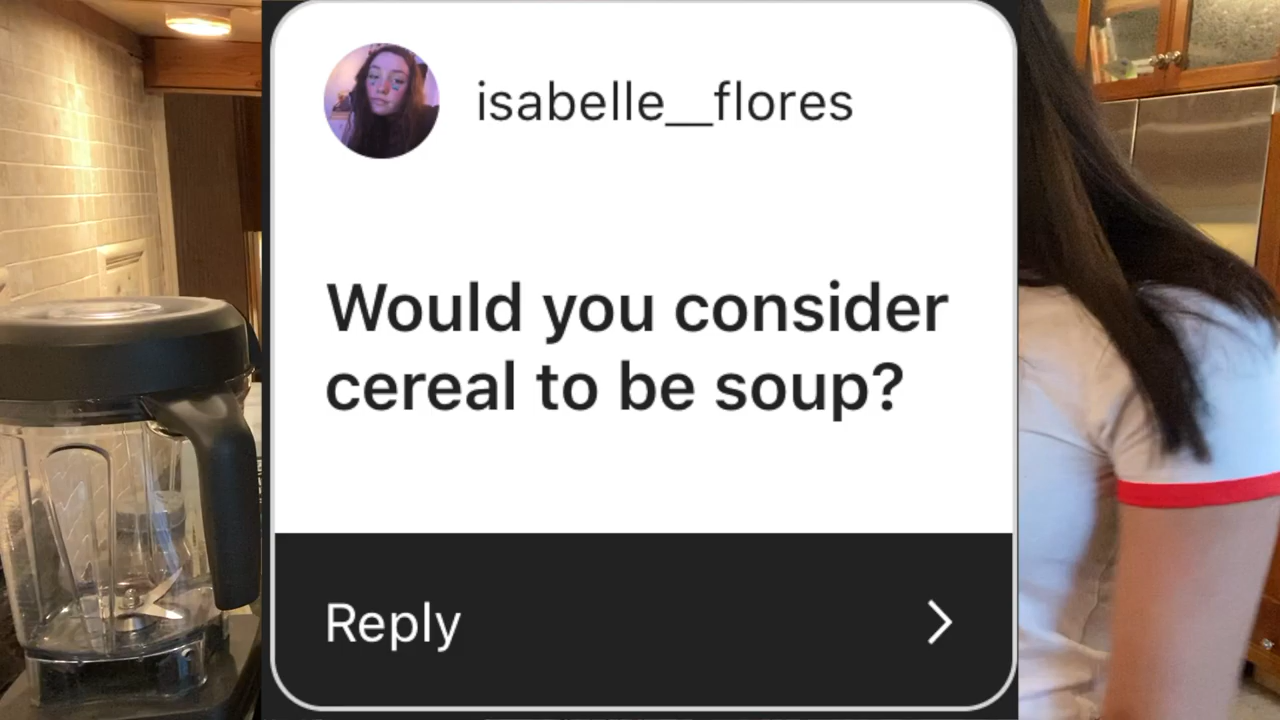 isabelle__flores
Would you consider
cereal to be soup?
Reply